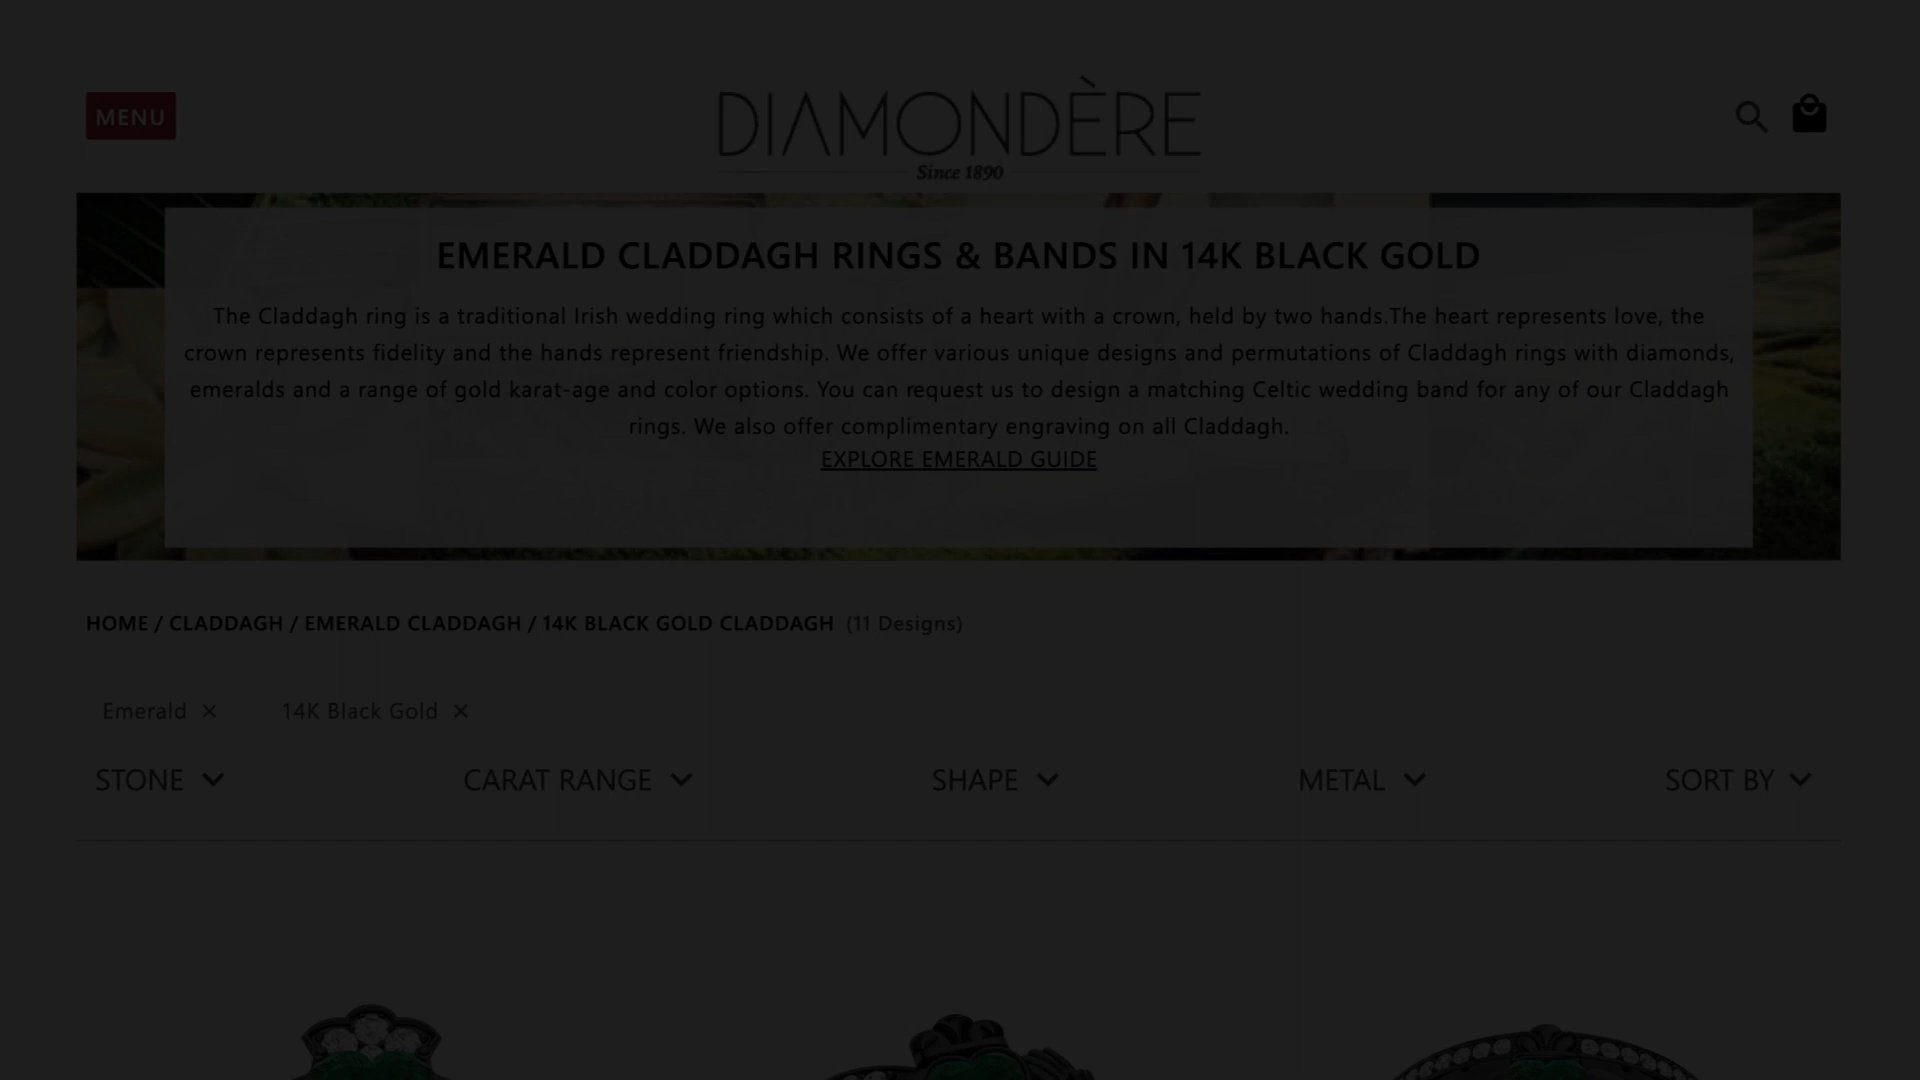 MENU
DIAMONDÈRE
Since 1890
EMERALD CLADDAGH RINGS & BANDS IN 14K BLACK GOLD
The Claddagh ring is a traditional Irish wedding ring which consists of a heart with a crown, held by two hands.The heart represents love, the
crown represents fidelity and the hands represent friendship. We offer various unique designs and permutations of Claddagh rings with diamonds,
emeralds and a range of gold karat-age and color options. You can request us to design a matching Celtic wedding band for any of our Claddagh
rings. We also offer complimentary engraving on all Claddagh.
EXPLORE EMERALD GUIDE
HOME / CLADDAGH / EMERALD CLADDAGH / 14K BLACK GOLD CLADDAGH (11 Designs)
Emerald × 14K Black Gold ×
STONE CARAT RANGE SHAPE METAL SORT BY